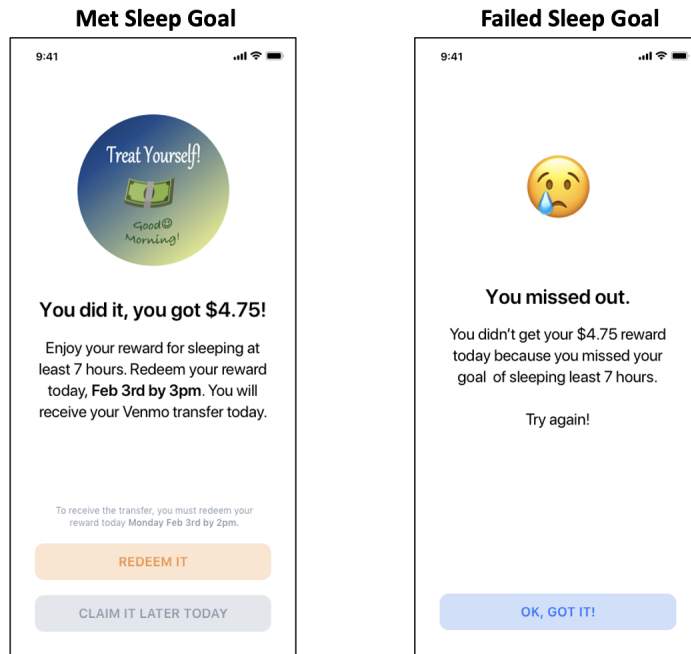 Met Sleep Goal
9:41
Treat Yourself!
Good☺
Morning!
You did it, you got $4.75!
Enjoy your reward for sleeping at
least 7 hours. Redeem your reward
today, Feb 3rd by 3pm. You will
receive your Venmo transfer today.
To receive the transfer, you must redeem your
reward today Monday Feb 3rd by 2pm.
REDEEM IT
CLAIM IT LATER TODAY
Failed Sleep Goal
9:41
You missed out.
You didn't get your $4.75 reward
today because you missed your
goal of sleeping least 7 hours.
Try again!
OK, GOT IT!